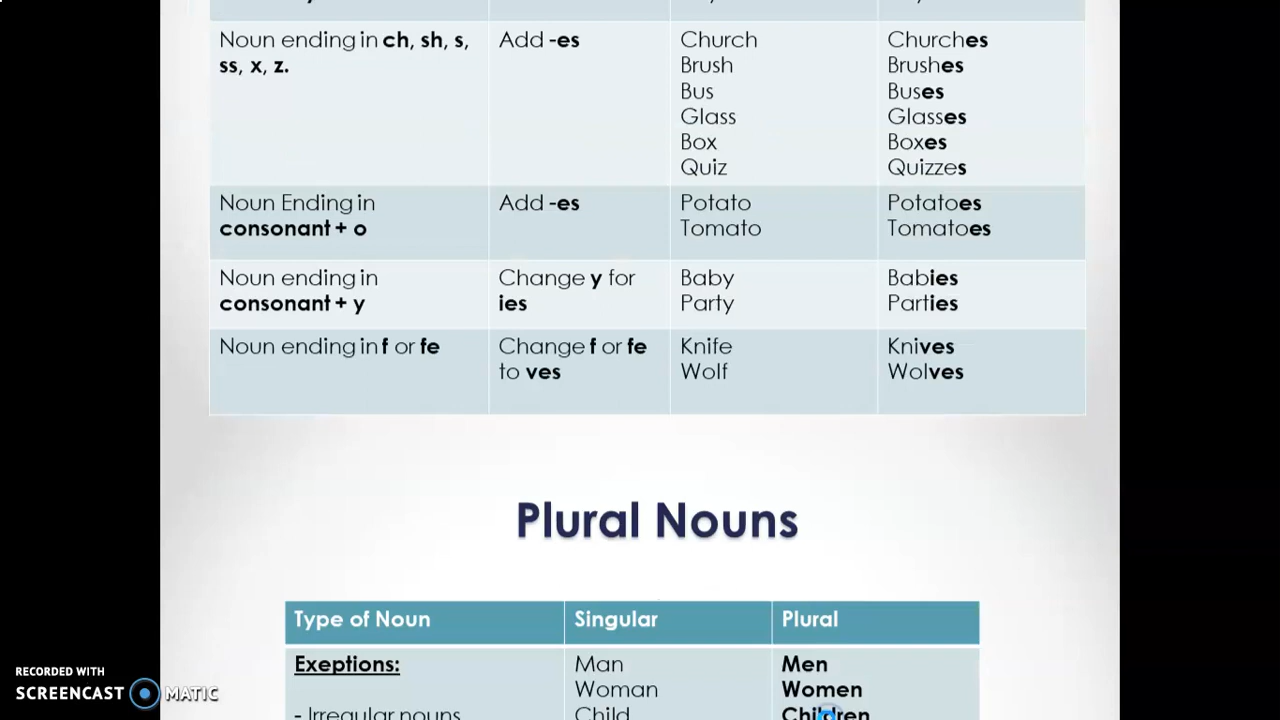 Noun ending in ch, sh, s, ss, x, z.
Add -es
Church
Brush
Bus
Glass
Box
Quiz
Churches
Brushes
Buses
Glasses
Boxes
Quizzes
Noun Ending in
consonant + o
Add -es
Potato
Tomato
Potatoes
Tomatoes
Noun ending in
consonant + y
Change y for
ies
Baby
Party
Babies
Parties
Noun ending in f or fe
Change f or fe
to ves
Knife
Wolf
Knives
Wolves
Plural Nouns
Type of Noun
Singular
Plural
Exeptions:
- Irregular nouns
Man
Woman
Child
Men
Women
Children
RECORDED WITH
SCREENCAST MATIC